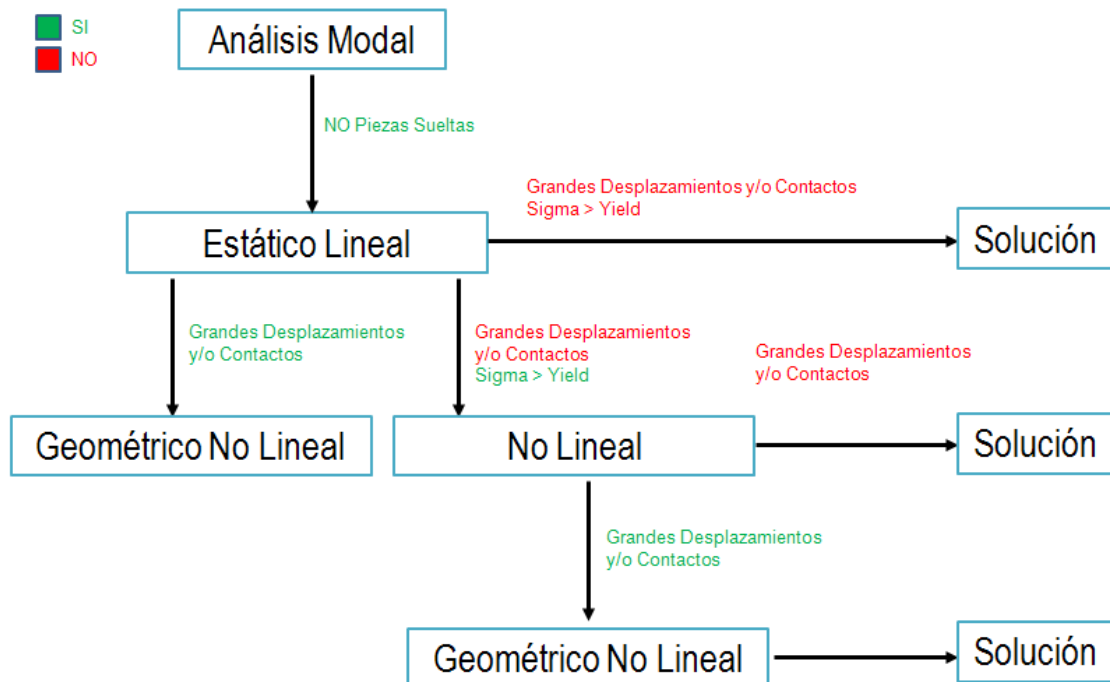 SI
NO
Análisis Modal
NO Piezas Sueltas
Grandes Desplazamientos y/o Contactos
Sigma > Yield
Estático Lineal
Solución
Grandes Desplazamientos
y/o Contactos
Grandes Desplazamientos
y/o Contactos
Sigma > Yield
Grandes Desplazamientos
y/o Contactos
Geométrico No Lineal
No Lineal
Solución
Grandes Desplazamientos
y/o Contactos
Geométrico No Lineal
Solución